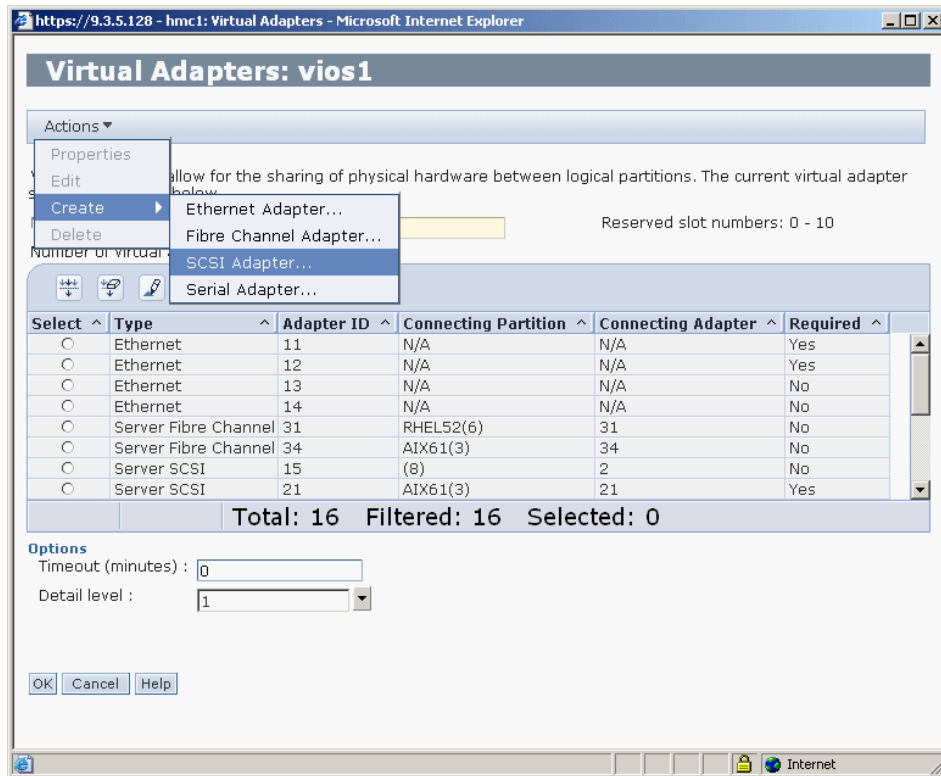 https://9.3.5.128 - hmc1: Virtual Adapters - Microsoft Internet Explorer
Virtual Adapters: vios1
Actions
Properties
Edit
Create
Delete
Ethernet Adapter...
Fibre Channel Adapter...
SCSI Adapter...
Serial Adapter...
allow for the sharing of physical hardware between logical partitions. The current virtual adapter
below
Reserved slot numbers: 0 - 10
Number of virtual
Select Type Adapter ID Connecting Partition Connecting Adapter Required
Ethernet 11 N/A N/A Yes
Ethernet 12 N/A N/A Yes
Ethernet 13 N/A N/A No
Ethernet 14 N/A N/A No
Server Fibre Channel 31 RHEL52(6) 31 No
Server Fibre Channel 34 AIX61(3) 34 No
Server SCSI 15 (8) 2 No
Server SCSI 21 AIX61(3) 21 Yes
Total: 16 Filtered: 16 Selected: 0
Options
Timeout (minutes) : 0
Detail level : 1
OK Cancel Help
Internet